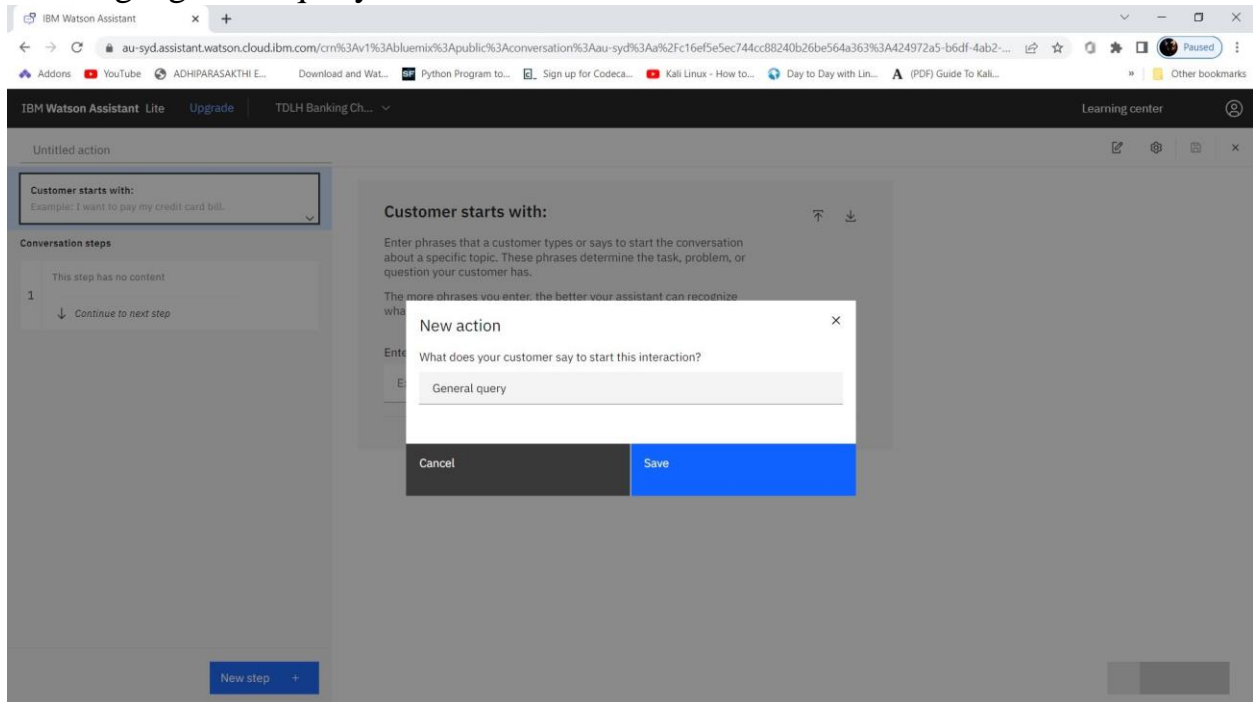 IBM Watson Assistant
au-syd.assistant.watson.cloud.ibm.com/crn%3Av1%3Abluemix%3Apublic%3Aconversation%3Aau-syd%3Aa%2Fc16ef5e5ec744cc88240b26be564a363%3A424972a5-b6df-4ab2-...
Paused
Addons YouTube ADHIPARASAKTHI E... Download and Wat... Python Program to... Sign up for Codeca... Kali Linux - How to... Day to Day with Lin... (PDF) Guide To Kali... » Other bookmarks
IBM Watson Assistant Lite Upgrade TDLH Banking Ch... Learning center
Untitled action
Customer starts with:
Example: I want to pay my credit card bill.
Conversation steps
This step has no content
1
Continue to next step
New step +
Customer starts with:
Enter phrases that a customer types or says to start the conversation
about a specific topic. These phrases determine the task, problem, or
question your customer has.
The more phrases you enter, the better your assistant can recognize
New action
What does your customer say to start this interaction?
General query
Cancel
Save